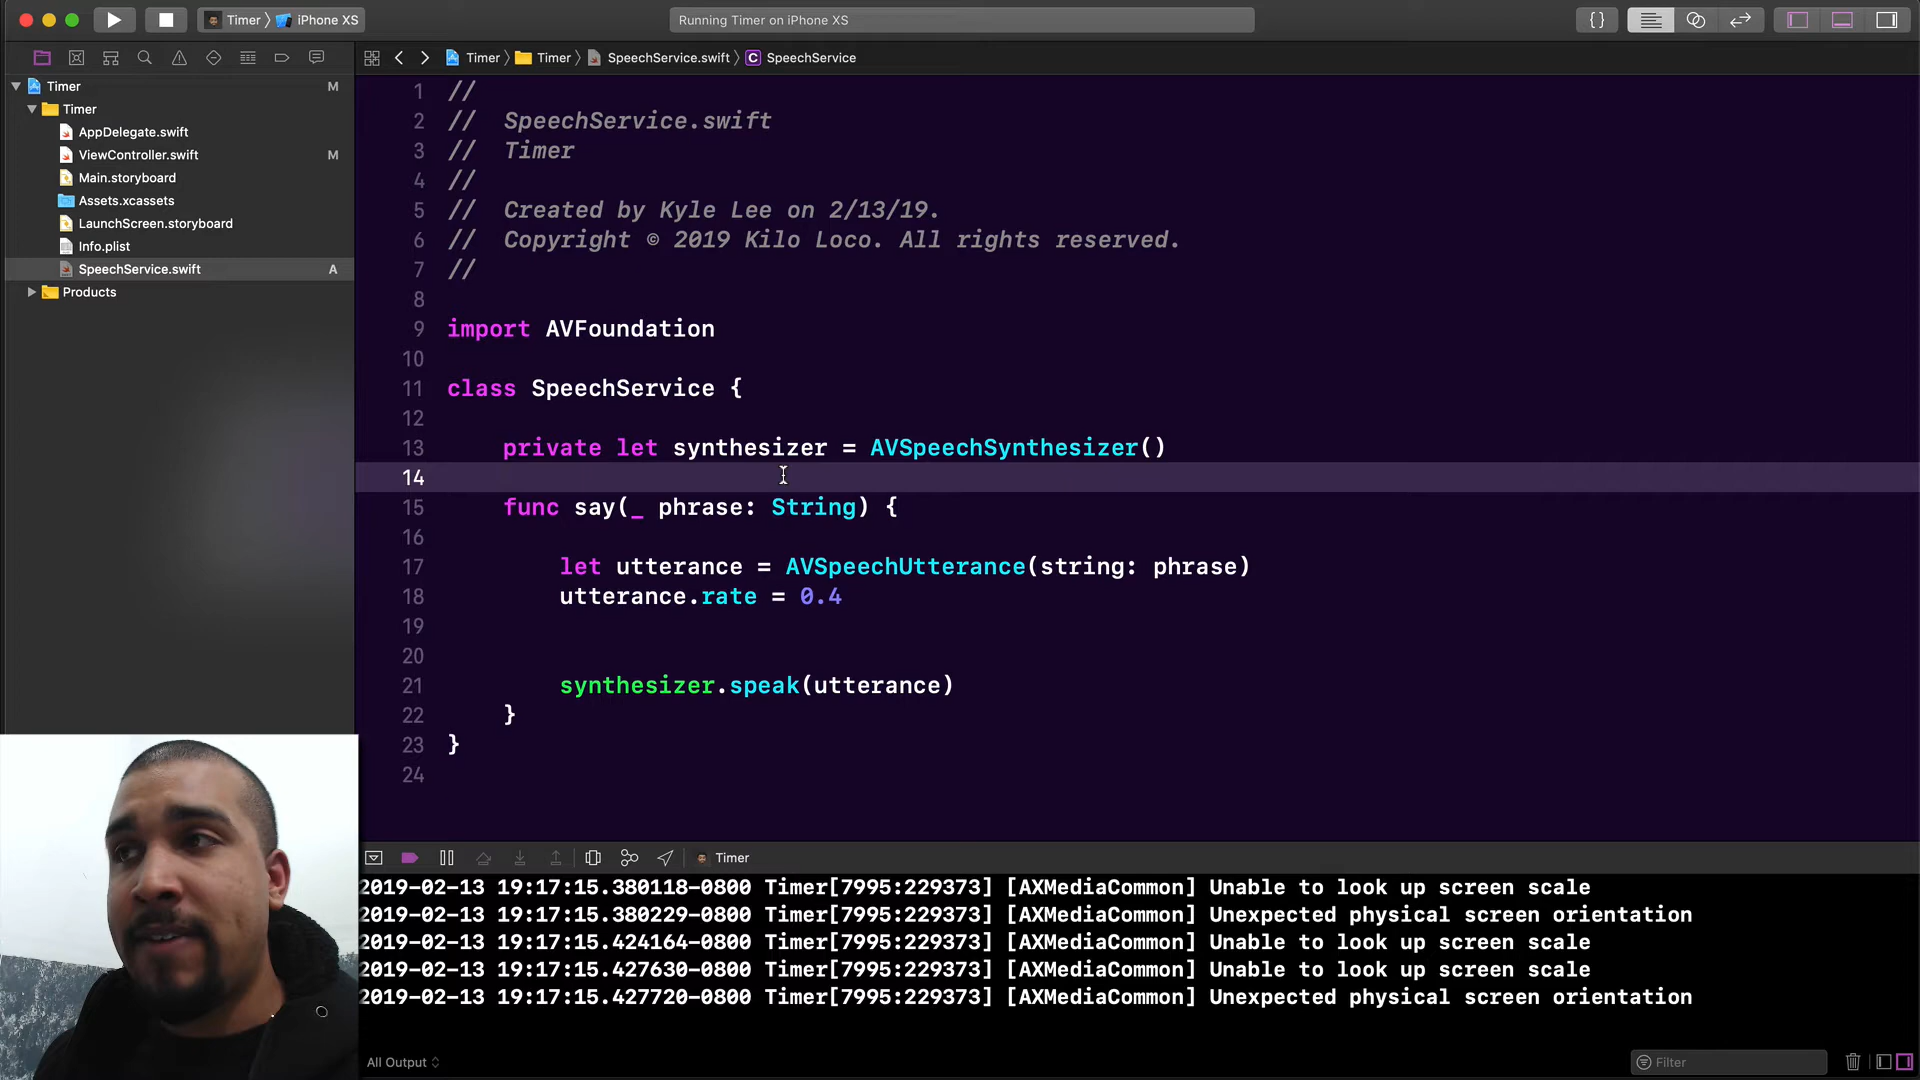 Timer 〉 iPhone XS
Running Timer on iPhone XS
{}
Timer 〉 Timer 〉 SpeechService.swift 〉 C SpeechService
Timer M
Timer
AppDelegate.swift
ViewController.swift M
Main.storyboard
Assets.xcassets
LaunchScreen.storyboard
Info.plist
SpeechService.swift A
Products
1 //
2 //  SpeechService.swift
3 //  Timer
4 //
5 //  Created by Kyle Lee on 2/13/19.
6 //  Copyright © 2019 Kilo Loco. All rights reserved.
7 //
8
9 import AVFoundation
10
11 class SpeechService {
12
13     private let synthesizer = AVSpeechSynthesizer()
14
15     func say(_ phrase: String) {
16
17         let utterance = AVSpeechUtterance(string: phrase)
18         utterance.rate = 0.4
19
20
21         synthesizer.speak(utterance)
22     }
23 }
24
Timer
2019-02-13 19:17:15.380118-0800 Timer[7995:229373] [AXMediaCommon] Unable to look up screen scale
2019-02-13 19:17:15.380229-0800 Timer[7995:229373] [AXMediaCommon] Unexpected physical screen orientation
2019-02-13 19:17:15.424164-0800 Timer[7995:229373] [AXMediaCommon] Unable to look up screen scale
2019-02-13 19:17:15.427630-0800 Timer[7995:229373] [AXMediaCommon] Unable to look up screen scale
2019-02-13 19:17:15.427720-0800 Timer[7995:229373] [AXMediaCommon] Unexpected physical screen orientation
All Output
Filter